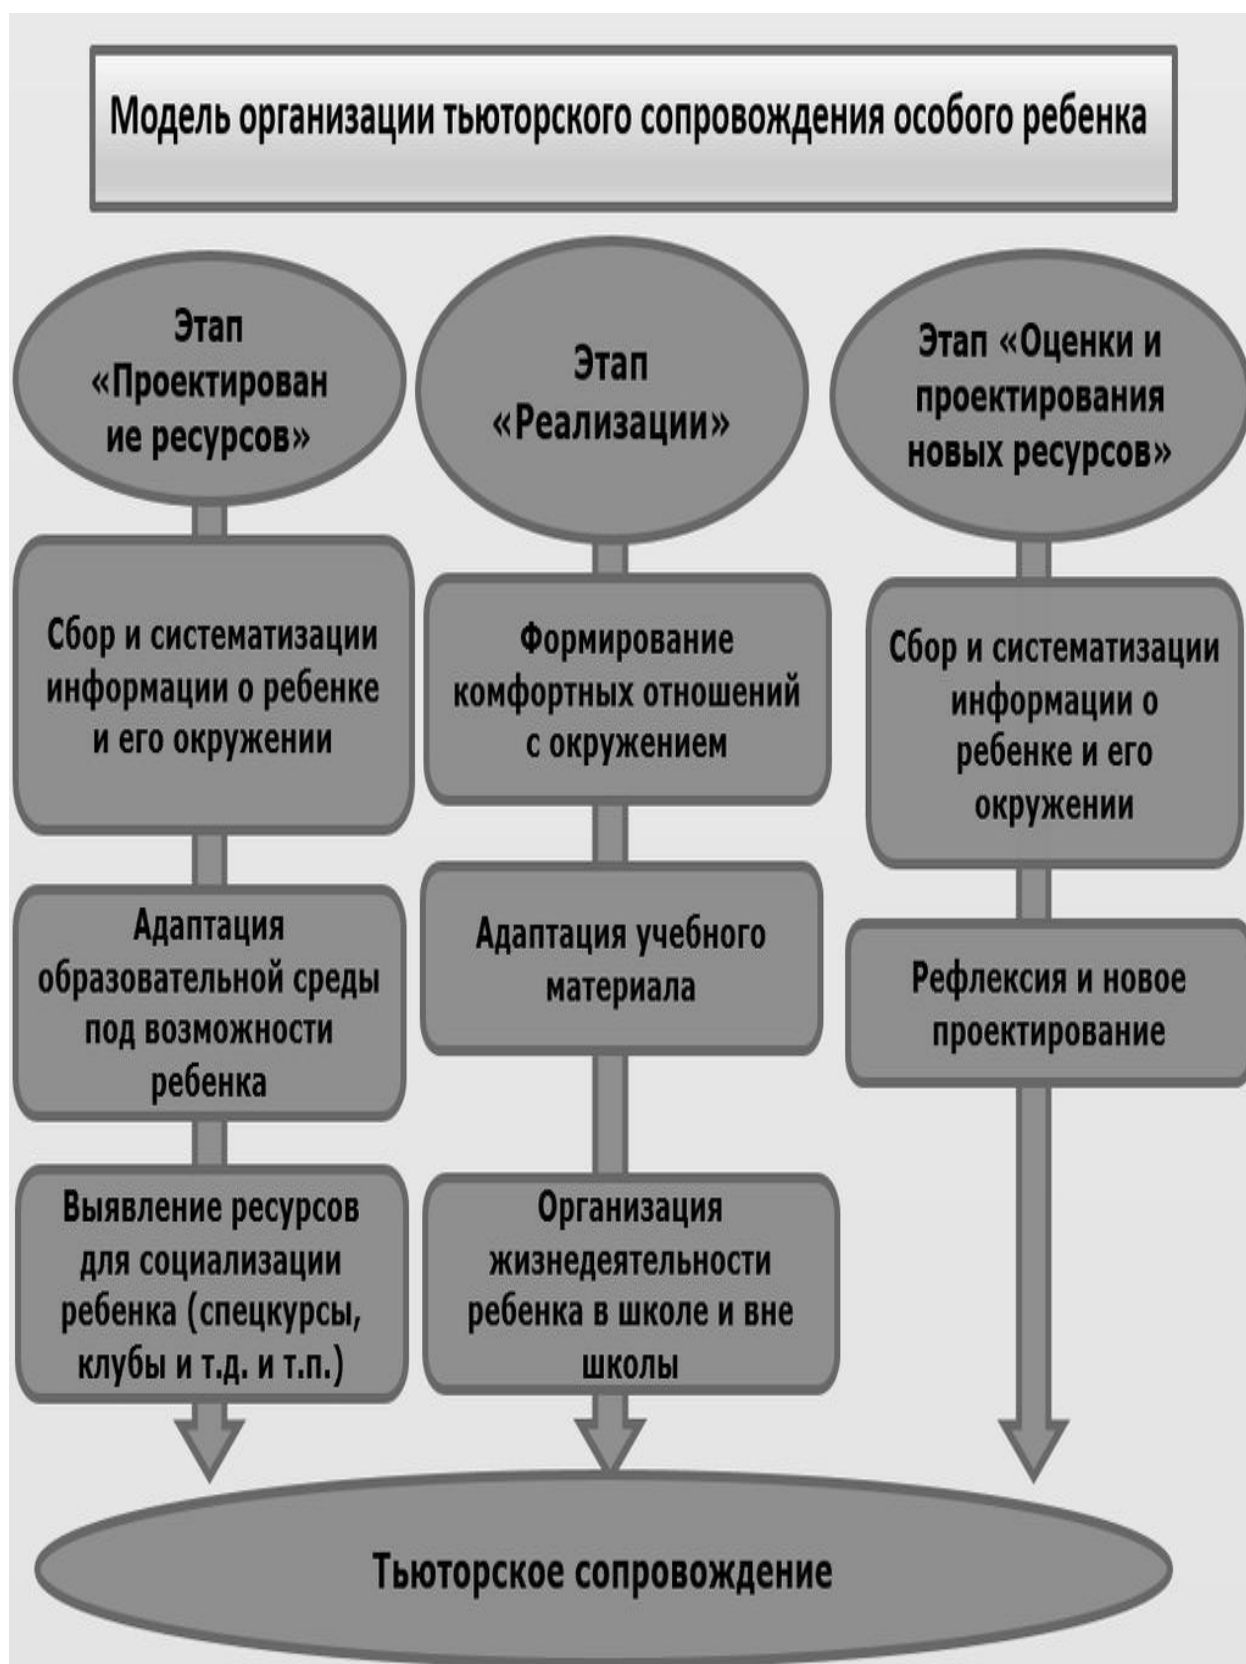 Модель организации тьюторского сопровождения особого ребенка
Этап
«Проектирован
ие ресурсов»
Сбор и систематизации
информации о ребенке
и его окружении
Адаптация
образовательной среды
под возможности
ребенка
Выявление ресурсов
для социализации
ребенка (спецкурсы,
клубы и т.д. и т.п.)
Этап
«Реализации»
Формирование
комфортных отношений
с окружением
Адаптация учебного
материала
Организация
жизнедеятельности
ребенка в школе и вне
школы
Этап «Оценки и
проектирования
новых ресурсов»
Сбор и систематизации
информации о
ребенке и его
окружении
Рефлексия и новое
проектирование
Тьюторское сопровождение